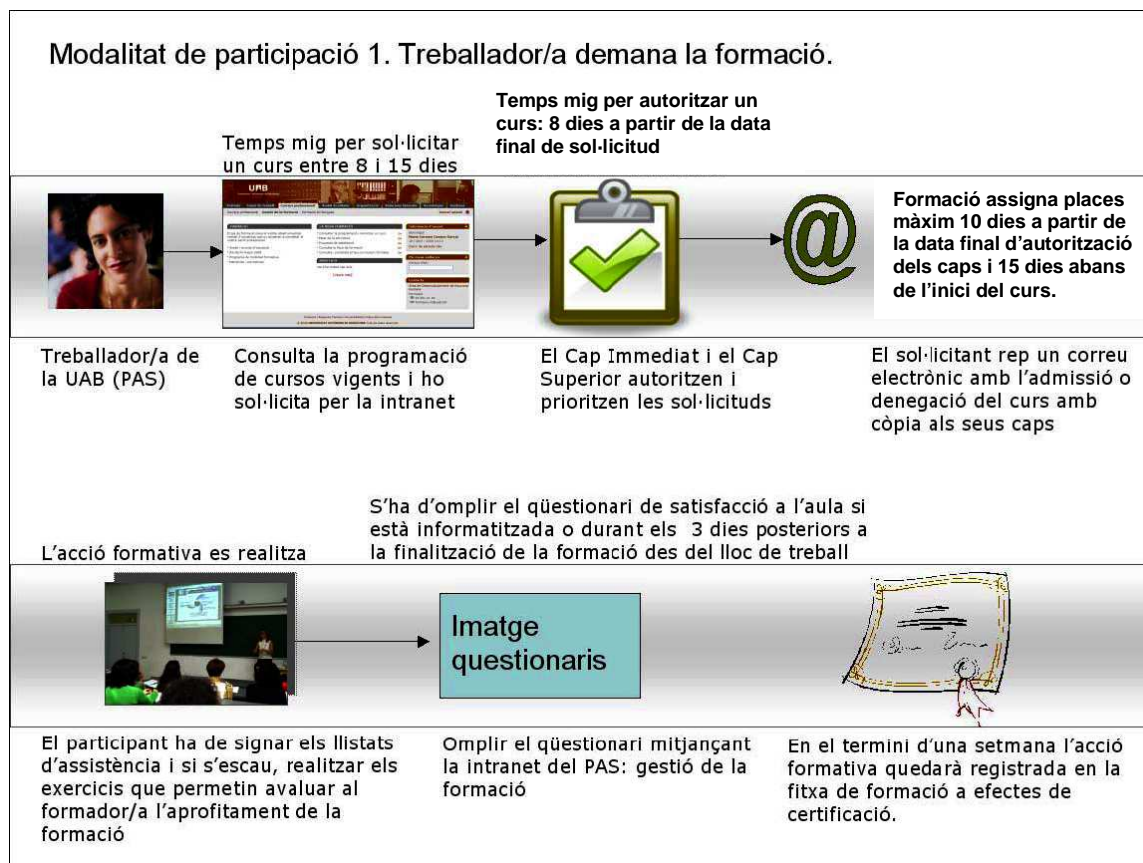 Modalitat de participació 1. Treballador/a demana la formació.
Temps mig per sol·licitar
un curs entre 8 i 15 dies
Temps mig per autoritzar un
curs: 8 dies a partir de la data
final de sol·licitud
UAB
@
Formació assigna places
màxim 10 dies a partir de
la data final d'autorització
dels caps i 15 dies abans
de l'inici del curs.
Treballador/a de
la UAB (PAS)
Consulta la programació
de cursos vigents i ho
sol·licita per la intranet
El Cap Immediat i el Cap
Superior autoritzen i
prioritzen les sol·licituds
El sol·licitant rep un correu
electrònic amb l'admissió o
denegació del curs amb
còpia als seus caps
L'acció formativa es realitza
S'ha d'omplir el qüestionari de satisfacció a l'aula si
està informatitzada o durant els  3 dies posteriors a
la finalització de la formació des del lloc de treball
Imatge
questionaris
El participant ha de signar els llistats
d'assistència i si s'escau, realitzar els
exercicis que permetin avaluar al
formador/a l'aprofitament de la
formació
Omplir el qüestionari mitjançant
la intranet del PAS: gestió de la
formació
En el termini d'una setmana l'acció
formativa quedarà registrada en la
fitxa de formació a efectes de
certificació.